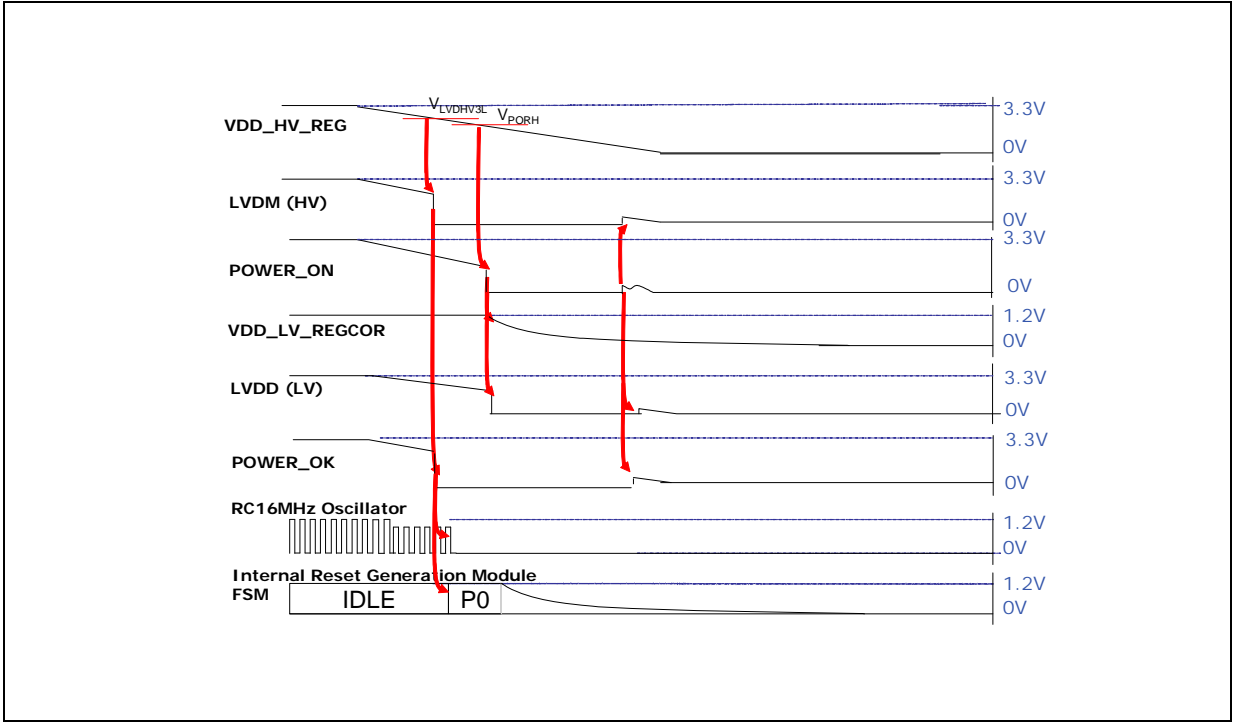 V_LVDHV3L
V_PORH
VDD_HV_REG
3.3V
0V
LVDM (HV)
3.3V
0V
POWER_ON
3.3V
0V
VDD_LV_REGCOR
1.2V
0V
LVDD (LV)
3.3V
0V
POWER_OK
3.3V
0V
RC16MHz Oscillator
1.2V
0V
Internal Reset Generation Module
FSM
IDLE
P0
1.2V
0V